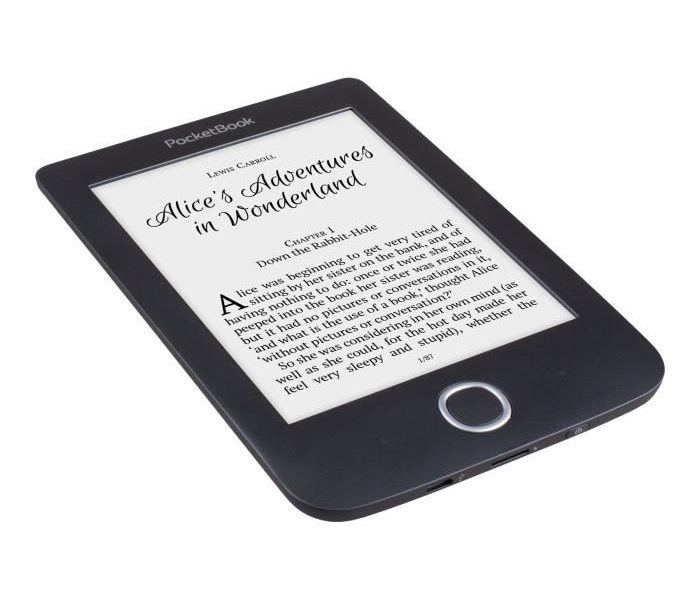 PocketBook
Lewis Carroll
Alice's Adventures
in Wonderland
Chapter 1
Down the Rabbit-Hole
Alice was beginning to get very tired of
sitting by her sister on the bank, and of
having nothing to do: once or twice she had
peeped into the book her sister was reading,
but it had no pictures or conversations in it,
'and what is the use of a book,' thought Alice
'without pictures or conversation?'
So she was considering in her own mind (as
well as she could, for the hot day made her
feel very sleepy and stupid), whether the
1/87